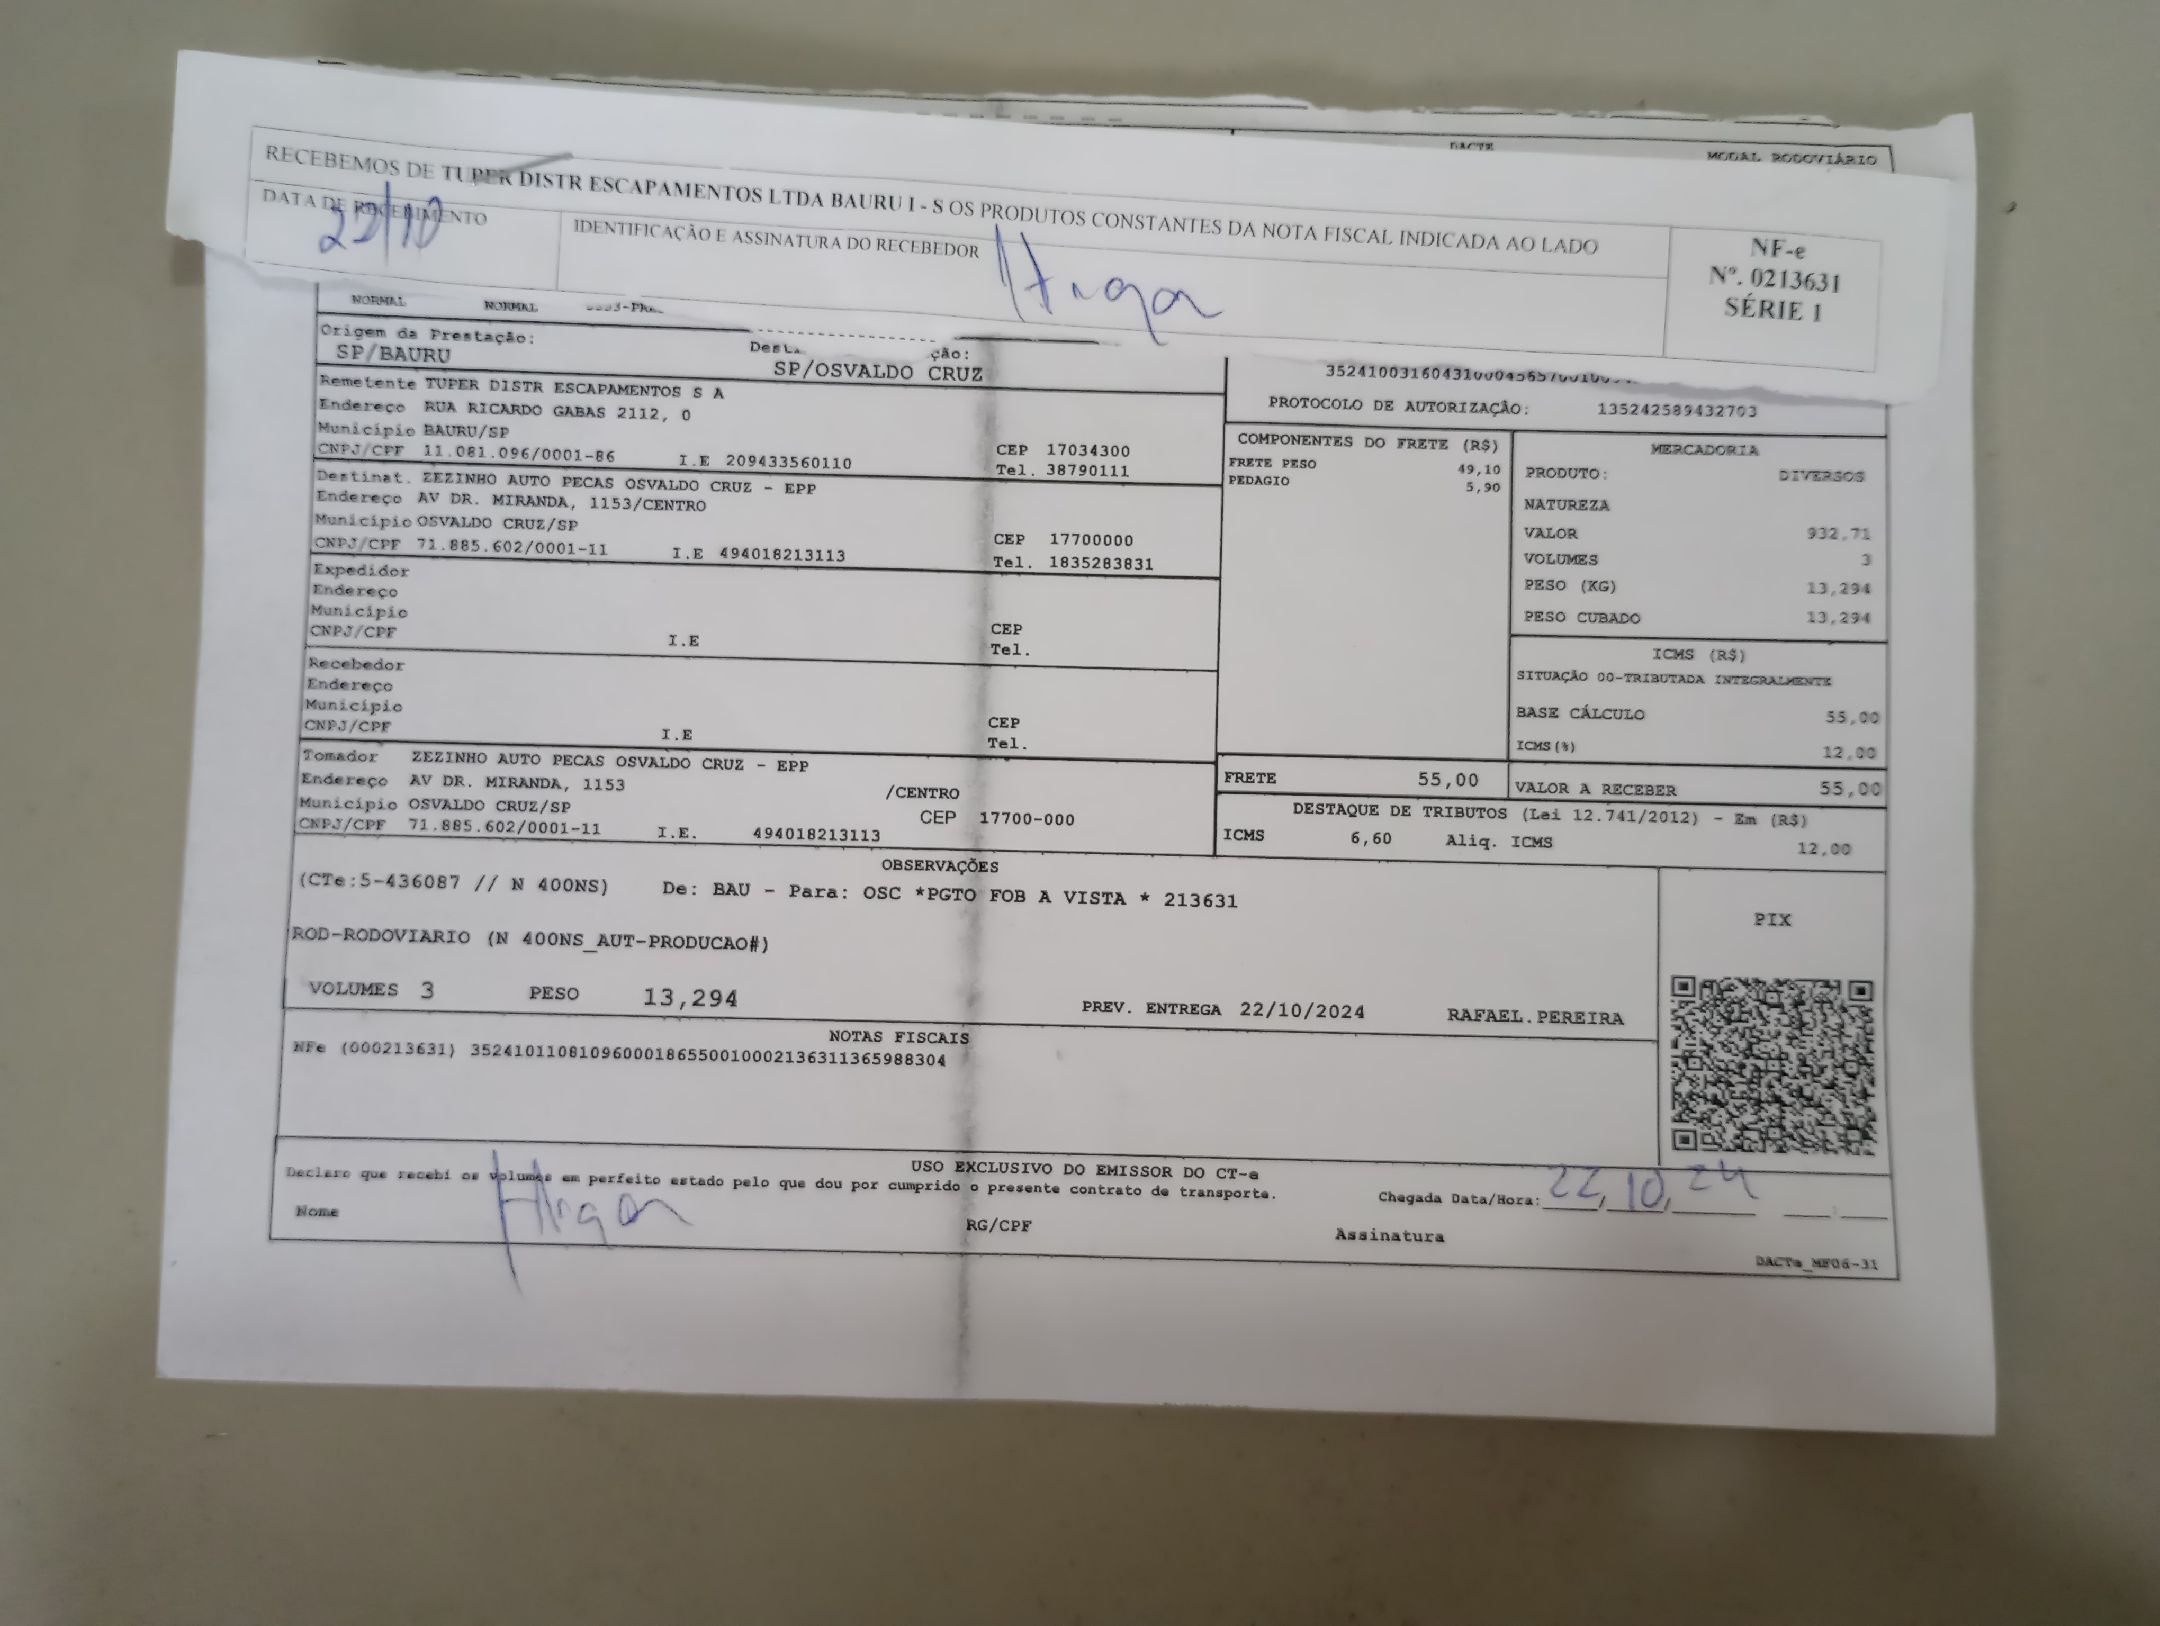 DACTE
MODAL RODOVIÁRIO
RECEBEMOS DE TUPER DISTR ESCAPAMENTOS LTDA BAURU I - S OS PRODUTOS CONSTANTES DA NOTA FISCAL INDICADA AO LADO
DATA DE RECEBIMENTO
22/10
IDENTIFICAÇÃO E ASSINATURA DO RECEBEDOR
NF-e
Nº. 0213631
SÉRIE 1
NORMAL NORMAL
Origem da Prestação:
SP/BAURU
ção:
SP/OSVALDO CRUZ
PROTOCOLO DE AUTORIZAÇÃO: 135242589432703
Remetente TUPER DISTR ESCAPAMENTOS S A
Endereço RUA RICARDO GABAS 2112, 0
Município BAURU/SP CEP 17034300
CNPJ/CPF 11.081.096/0001-86 I.E 209433560110 Tel. 38790111
Destinat. ZEZINHO AUTO PECAS OSVALDO CRUZ - EPP
Endereço AV DR. MIRANDA, 1153/CENTRO
Município OSVALDO CRUZ/SP CEP 17700000
CNPJ/CPF 71.885.602/0001-11 I.E 494018213113 Tel. 1835283831
Expedidor
Endereço
Município CEP
CNPJ/CPF I.E Tel.
Recebedor
Endereço
Município CEP
CNPJ/CPF I.E Tel.
Tomador ZEZINHO AUTO PECAS OSVALDO CRUZ - EPP
Endereço AV DR. MIRANDA, 1153 /CENTRO
Município OSVALDO CRUZ/SP CEP 17700-000
CNPJ/CPF 71.885.602/0001-11 I.E. 494018213113
COMPONENTES DO FRETE (R$)
FRETE PESO 49,10
PEDAGIO 5,90
MERCADORIA
PRODUTO: DIVERSOS
NATUREZA
VALOR 932,71
VOLUMES 3
PESO (KG) 13,294
PESO CUBADO 13,294
ICMS (R$)
SITUAÇÃO 00-TRIBUTADA INTEGRALMENTE
BASE CÁLCULO 55,00
ICMS(%) 12,00
FRETE 55,00
VALOR A RECEBER 55,00
DESTAQUE DE TRIBUTOS (Lei 12.741/2012) - Em (R$)
ICMS 6,60 Aliq. ICMS 12,00
OBSERVAÇÕES
(CTe:5-436087 // N 400NS) De: BAU - Para: OSC *PGTO FOB A VISTA * 213631
ROD-RODOVIARIO (N 400NS_AUT-PRODUCAO#)
VOLUMES 3 PESO 13,294 PREV. ENTREGA 22/10/2024 RAFAEL.PEREIRA
PIX
NOTAS FISCAIS
NFe (000213631) 35241011081096000186550010002136311365988304
USO EXCLUSIVO DO EMISSOR DO CT-e
Declaro que recebi os volumes em perfeito estado pelo que dou por cumprido o presente contrato de transporte.
Chegada Data/Hora: 22/10/24
Nome RG/CPF Assinatura
DACTe_MF06-31